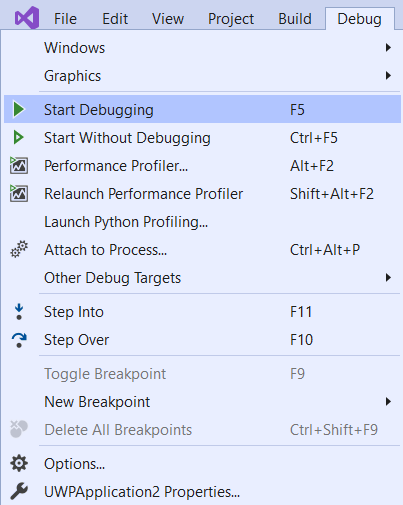 File Edit View Project Build Debug
Windows
Graphics
Start Debugging F5
Start Without Debugging Ctrl+F5
Performance Profiler... Alt+F2
Relaunch Performance Profiler Shift+Alt+F2
Launch Python Profiling...
Attach to Process... Ctrl+Alt+P
Other Debug Targets
Step Into F11
Step Over F10
Toggle Breakpoint F9
New Breakpoint
Delete All Breakpoints Ctrl+Shift+F9
Options...
UWPApplication2 Properties...